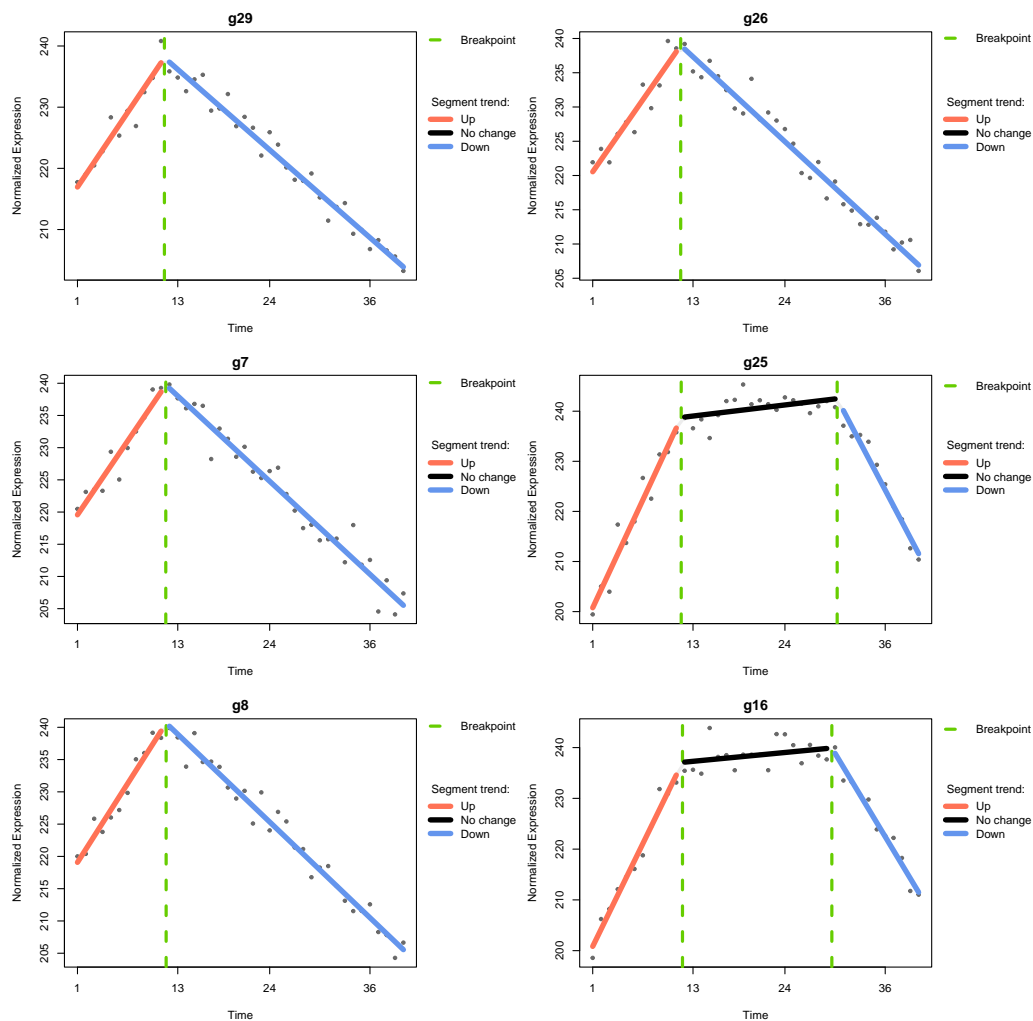 g29
240
230
220
210
Normalized Expression
1
13
24
36
Time
Breakpoint
Segment trend:
Up
No change
Down
g26
240
235
230
225
220
215
210
205
Normalized Expression
1
13
24
36
Time
Breakpoint
Segment trend:
Up
No change
Down
g7
240
235
230
225
220
215
210
205
Normalized Expression
1
13
24
36
Time
Breakpoint
Segment trend:
Up
No change
Down
g25
240
230
220
210
200
Normalized Expression
1
13
24
36
Time
Breakpoint
Segment trend:
Up
No change
Down
g8
240
235
230
225
220
215
210
205
Normalized Expression
1
13
24
36
Time
Breakpoint
Segment trend:
Up
No change
Down
g16
240
230
220
210
200
Normalized Expression
1
13
24
36
Time
Breakpoint
Segment trend:
Up
No change
Down